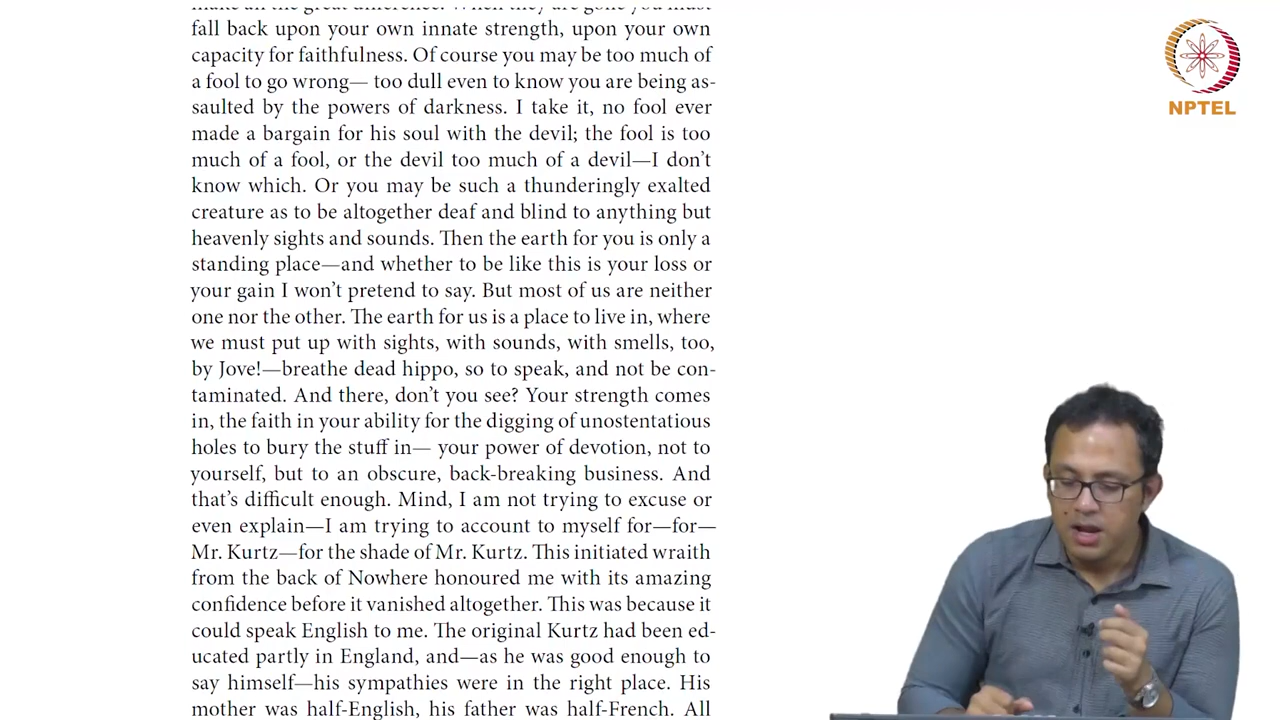 make all the great difference. When they are gone you must
fall back upon your own innate strength, upon your own
capacity for faithfulness. Of course you may be too much of
a fool to go wrong— too dull even to know you are being as-
saulted by the powers of darkness. I take it, no fool ever
made a bargain for his soul with the devil; the fool is too
much of a fool, or the devil too much of a devil—I don't
know which. Or you may be such a thunderingly exalted
creature as to be altogether deaf and blind to anything but
heavenly sights and sounds. Then the earth for you is only a
standing place—and whether to be like this is your loss or
your gain I won't pretend to say. But most of us are neither
one nor the other. The earth for us is a place to live in, where
we must put up with sights, with sounds, with smells, too,
by Jove!—breathe dead hippo, so to speak, and not be con-
taminated. And there, don't you see? Your strength comes
in, the faith in your ability for the digging of unostentatious
holes to bury the stuff in— your power of devotion, not to
yourself, but to an obscure, back-breaking business. And
that's difficult enough. Mind, I am not trying to excuse or
even explain—I am trying to account to myself for—for—
Mr. Kurtz—for the shade of Mr. Kurtz. This initiated wraith
from the back of Nowhere honoured me with its amazing
confidence before it vanished altogether. This was because it
could speak English to me. The original Kurtz had been ed-
ucated partly in England, and—as he was good enough to
say himself—his sympathies were in the right place. His
mother was half-English, his father was half-French. All
NPTEL